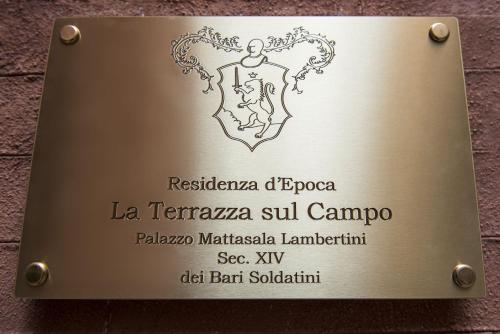 Residenza d'Epoca
La Terrazza sul Campo
Palazzo Mattasala Lambertini
Sec. XIV
dei Bari Soldatini